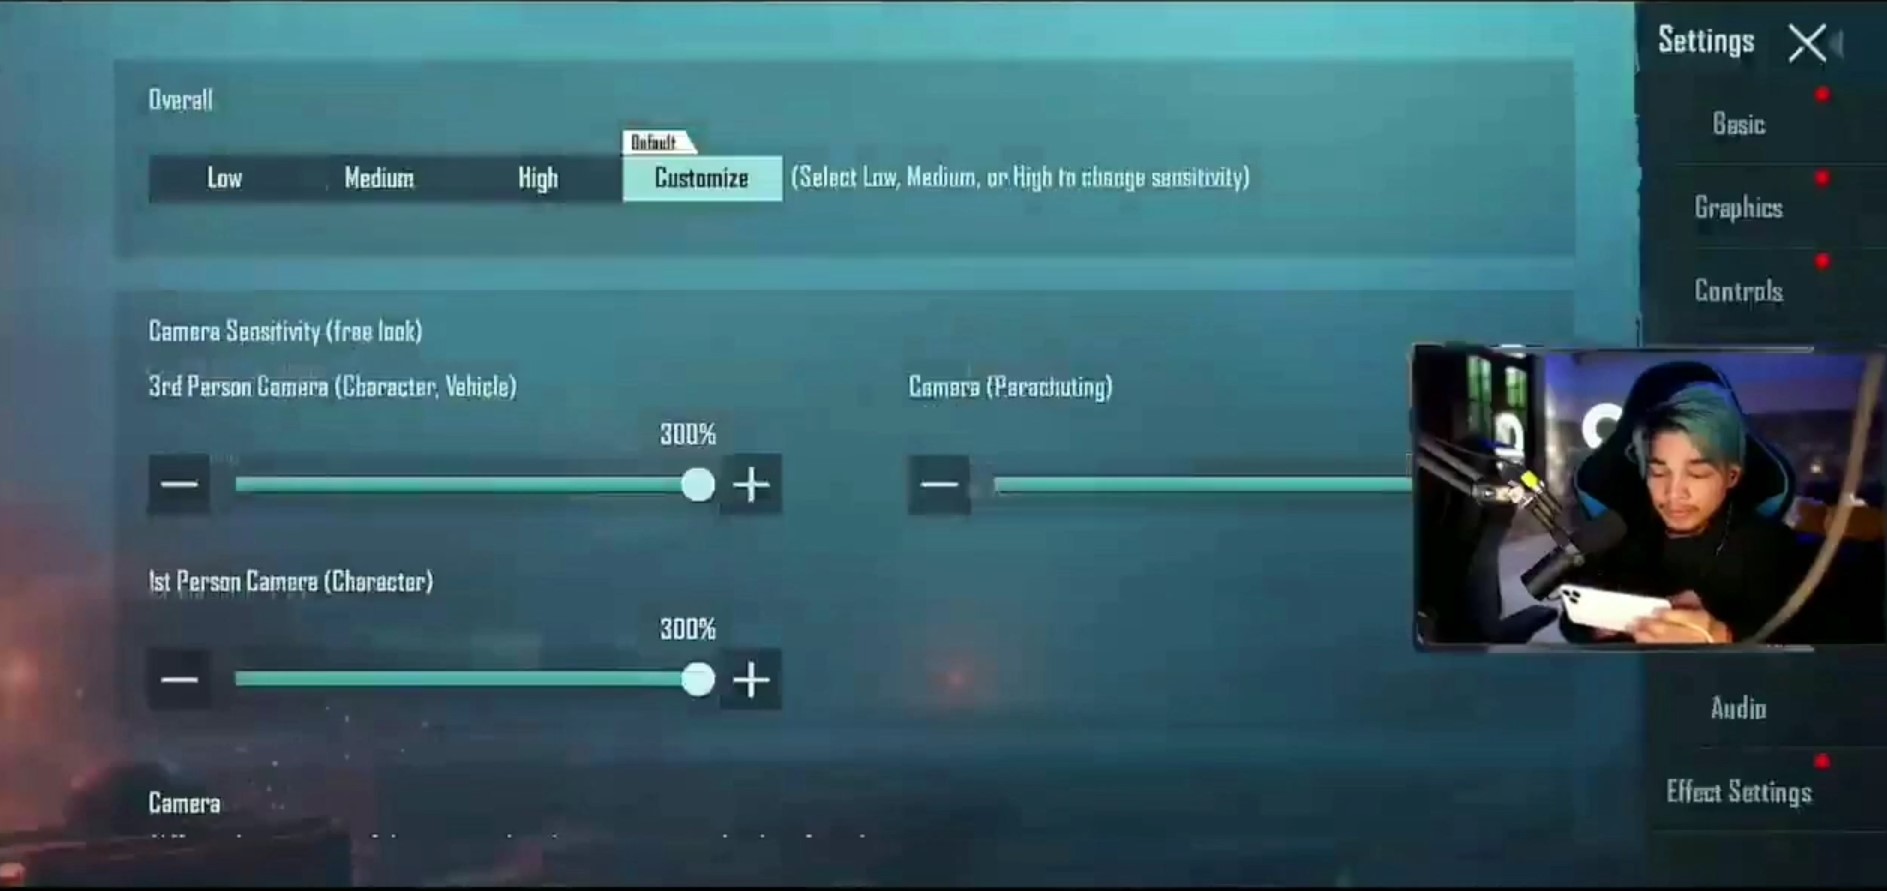 Settings
Overall
Default
Low Medium High Customize (Select Low, Medium, or High to change sensitivity)
Basic
Graphics
Controls
Camera Sensitivity (free look)
3rd Person Camera (Character, Vehicle)
Camera (Parachuting)
300%
1st Person Camera (Character)
300%
Audio
Effect Settings
Camera